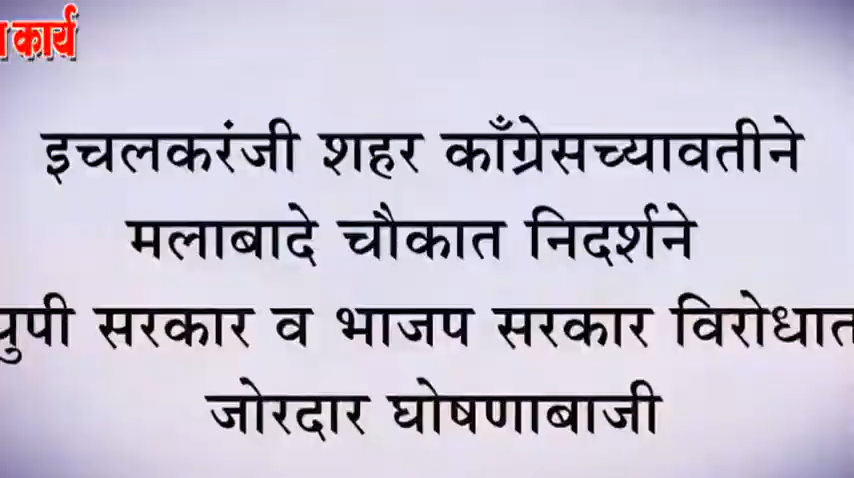 कार्य
इचलकरंजी शहर काँग्रेसच्यावतीने
मलाबादे चौकात निदर्शने
युपी सरकार व भाजप सरकार विरोधात
जोरदार घोषणाबाजी